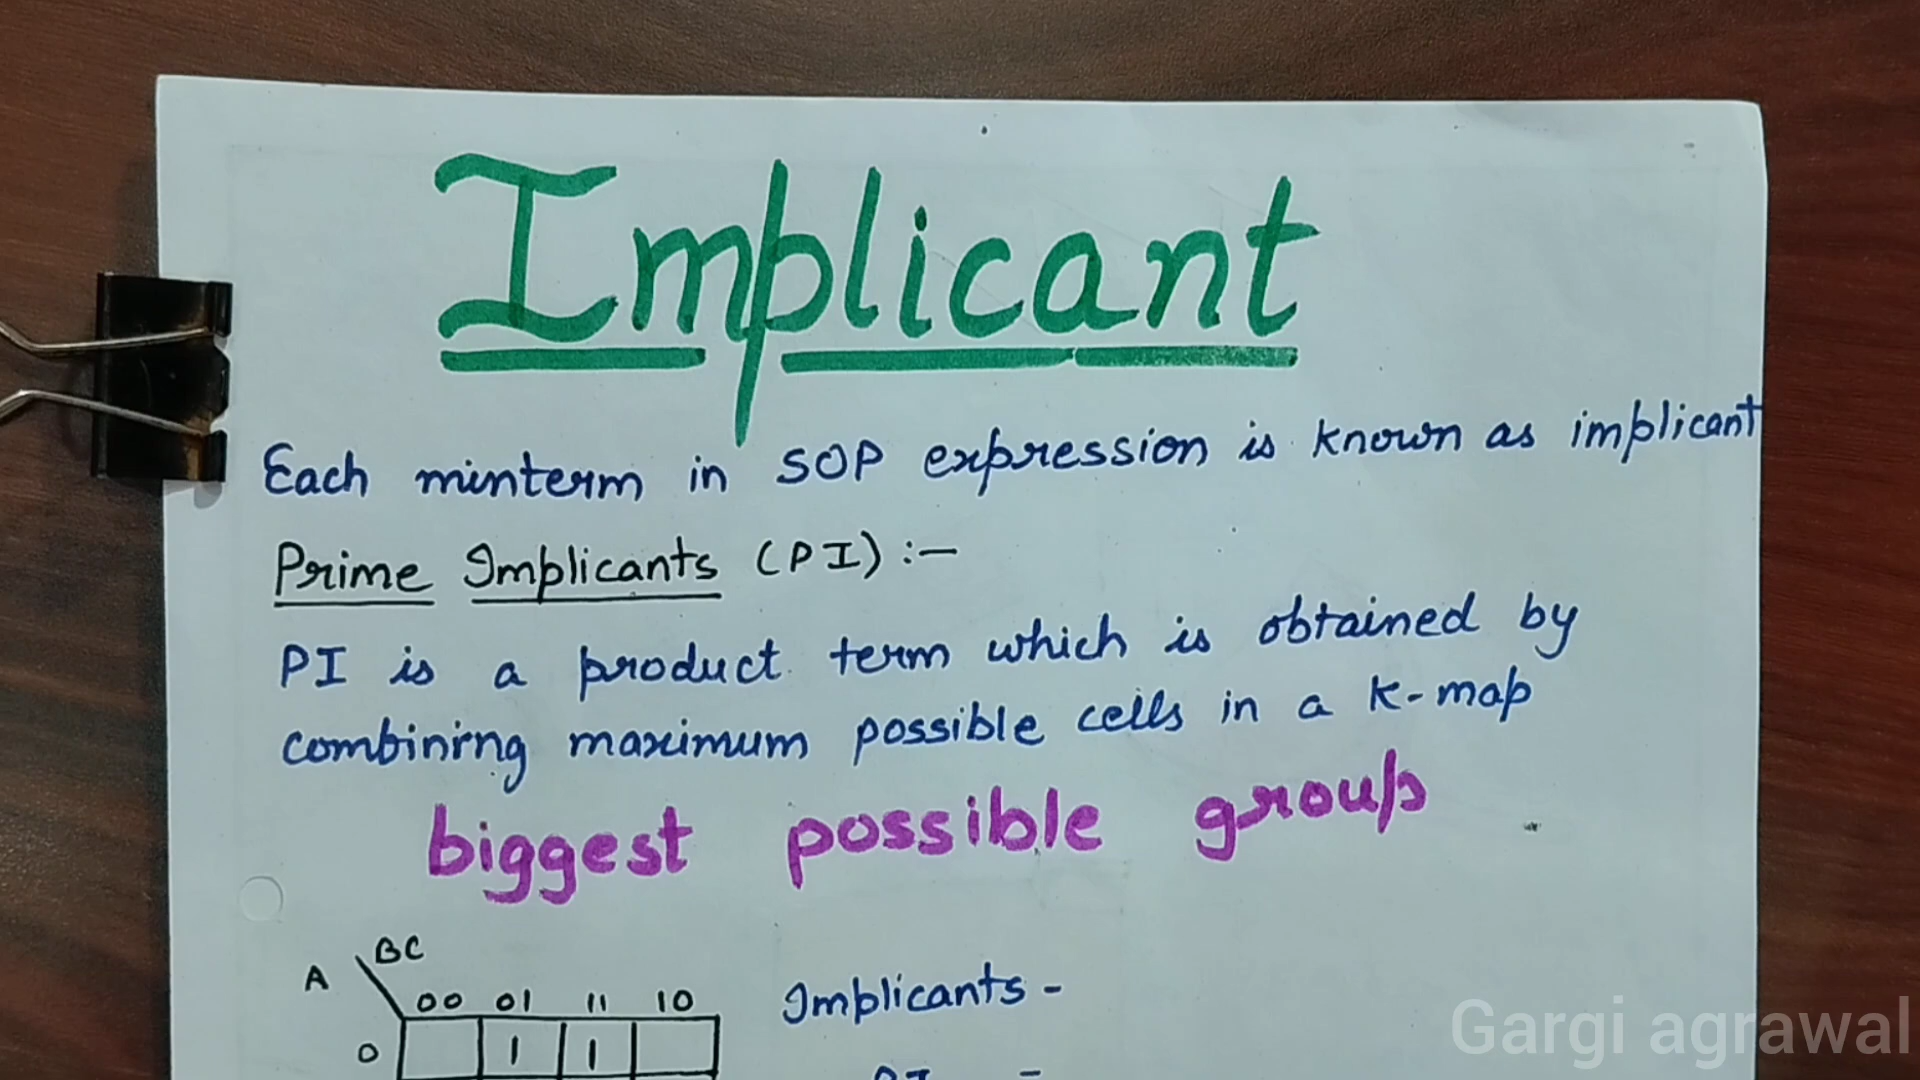 Implicant
Each minterm in SOP expression is known as implicant
Prime Implicants (PI) :-
PI is a product term which is obtained by
combining maximum possible cells in a K-map
biggest possible group
A BC
00 01 11 10
0 1 1
Implicants -
Gargi agrawal